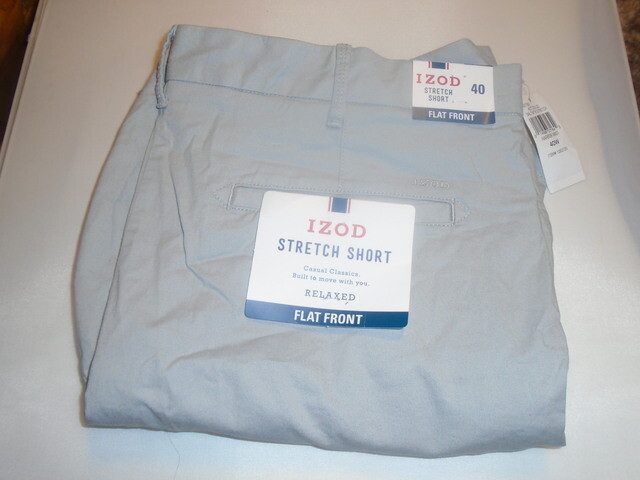 IZOD
STRETCH
SHORT
40
FLAT FRONT
40W
IZOD
IZOD
STRETCH SHORT
Casual Classics.
Built to move with you.
RELAXED
FLAT FRONT